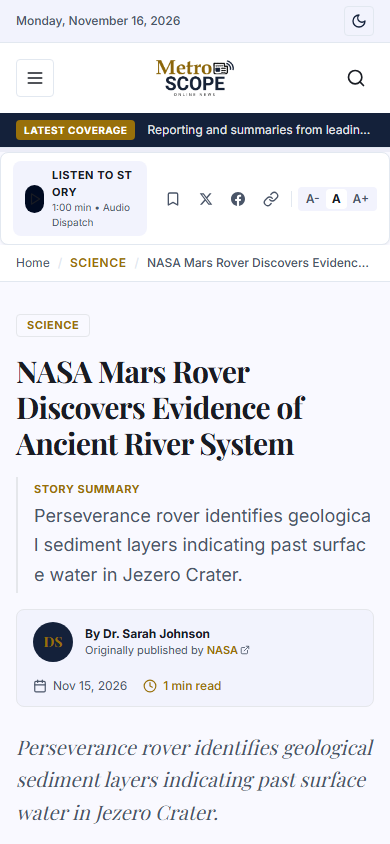 Monday, November 16, 2026
Metro
SCOPE
ONLINE NEWS
LATEST COVERAGE Reporting and summaries from leadin...
LISTEN TO ST
ORY
1:00 min • Audio
Dispatch
A- A A+
Home / SCIENCE / NASA Mars Rover Discovers Evidenc...
SCIENCE
NASA Mars Rover
Discovers Evidence of
Ancient River System
STORY SUMMARY
Perseverance rover identifies geologica
l sediment layers indicating past surfac
e water in Jezero Crater.
DS
By Dr. Sarah Johnson
Originally published by NASA
Nov 15, 2026 1 min read
Perseverance rover identifies geological
sediment layers indicating past surface
water in Jezero Crater.